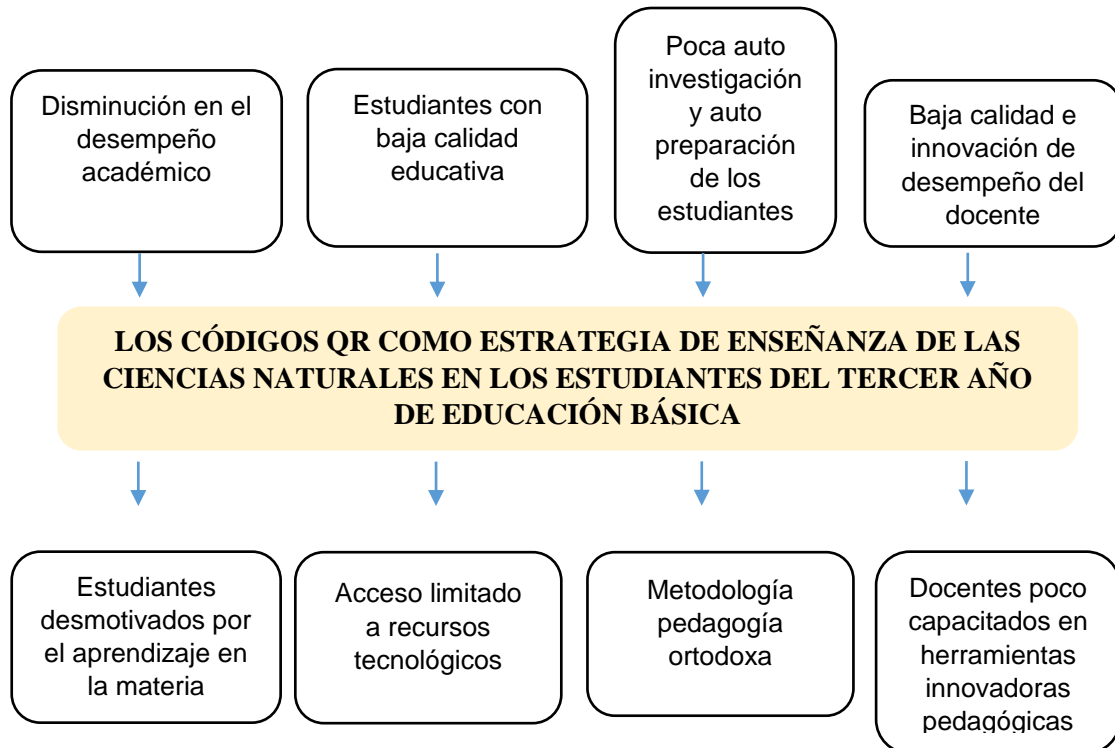 Disminución en el
desempeño
académico
Estudiantes con
baja calidad
educativa
Poca auto
investigación
y auto
preparación
de los
estudiantes
Baja calidad e
innovación de
desempeño del
docente
LOS CÓDIGOS QR COMO ESTRATEGIA DE ENSEÑANZA DE LAS
CIENCIAS NATURALES EN LOS ESTUDIANTES DEL TERCER AÑO
DE EDUCACIÓN BÁSICA
Estudiantes
desmotivados por
el aprendizaje en
la materia
Acceso limitado
a recursos
tecnológicos
Metodología
pedagogía
ortodoxa
Docentes poco
capacitados en
herramientas
innovadoras
pedagógicas